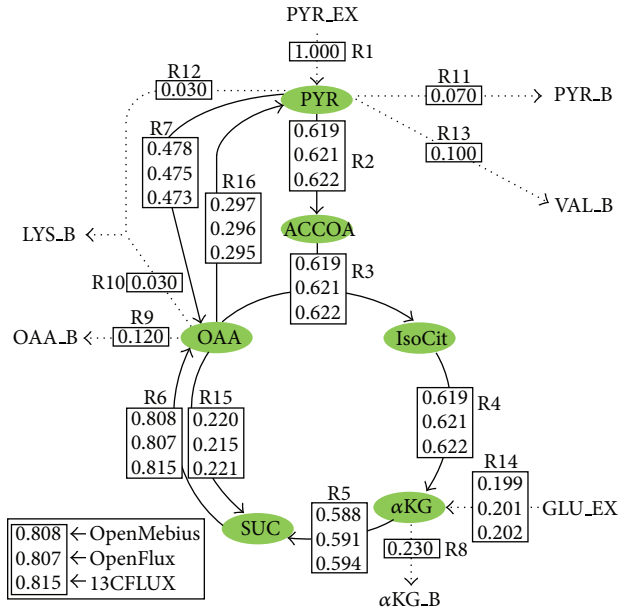 PYR_EX
1.000 R1
R12
0.030
PYR
R11
0.070
PYR_B
R13
0.100
VAL_B
R7
0.478
0.475
0.473
R16
0.297
0.296
0.295
0.619
0.621
0.622
R2
ACCOA
LYS_B
R10 0.030
0.619
0.621
0.622
R3
R9
OAA_B
0.120
OAA
IsoCit
R6
0.808
0.807
0.815
R15
0.220
0.215
0.221
0.619
0.621
0.622
R4
R14
0.199
0.201
0.202
GLU_EX
R5
0.588
0.591
0.594
αKG
SUC
0.230 R8
αKG_B
0.808 ← OpenMebius
0.807 ← OpenFlux
0.815 ← 13CFLUX